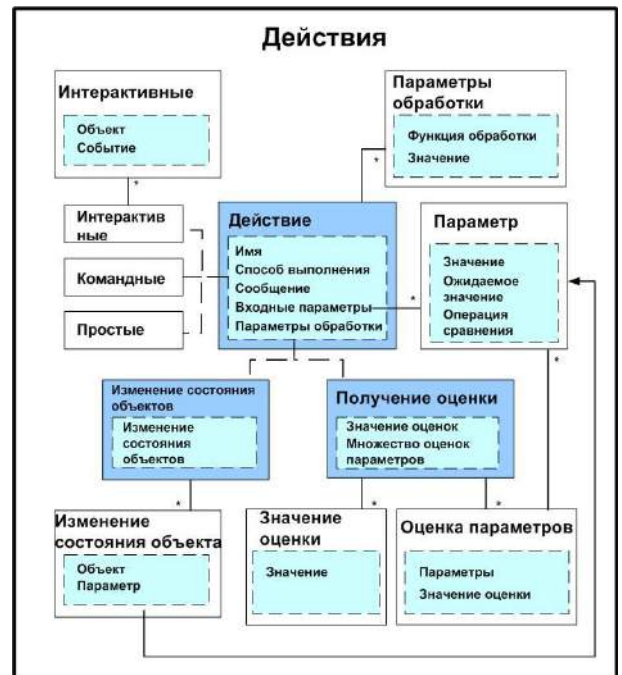 Действия
Интерактивные
Объект
Событие
*
Параметры
обработки
Функция обработки
Значение
*
Интерактив
ные
Командные
Простые
Действие
Имя
Способ выполнения
Сообщение
Входные параметры
Параметры обработки
*
Параметр
Значение
Ожидаемое
значение
Операция
сравнения
*
Изменение состояния
объектов
Изменение
состояния
объектов
*
Получение оценки
Значение оценок
Множество оценок
параметров
*
*
Изменение
состояния объекта
Объект
Параметр
Значение
оценки
Значение
Оценка параметров
Параметры
Значение оценки